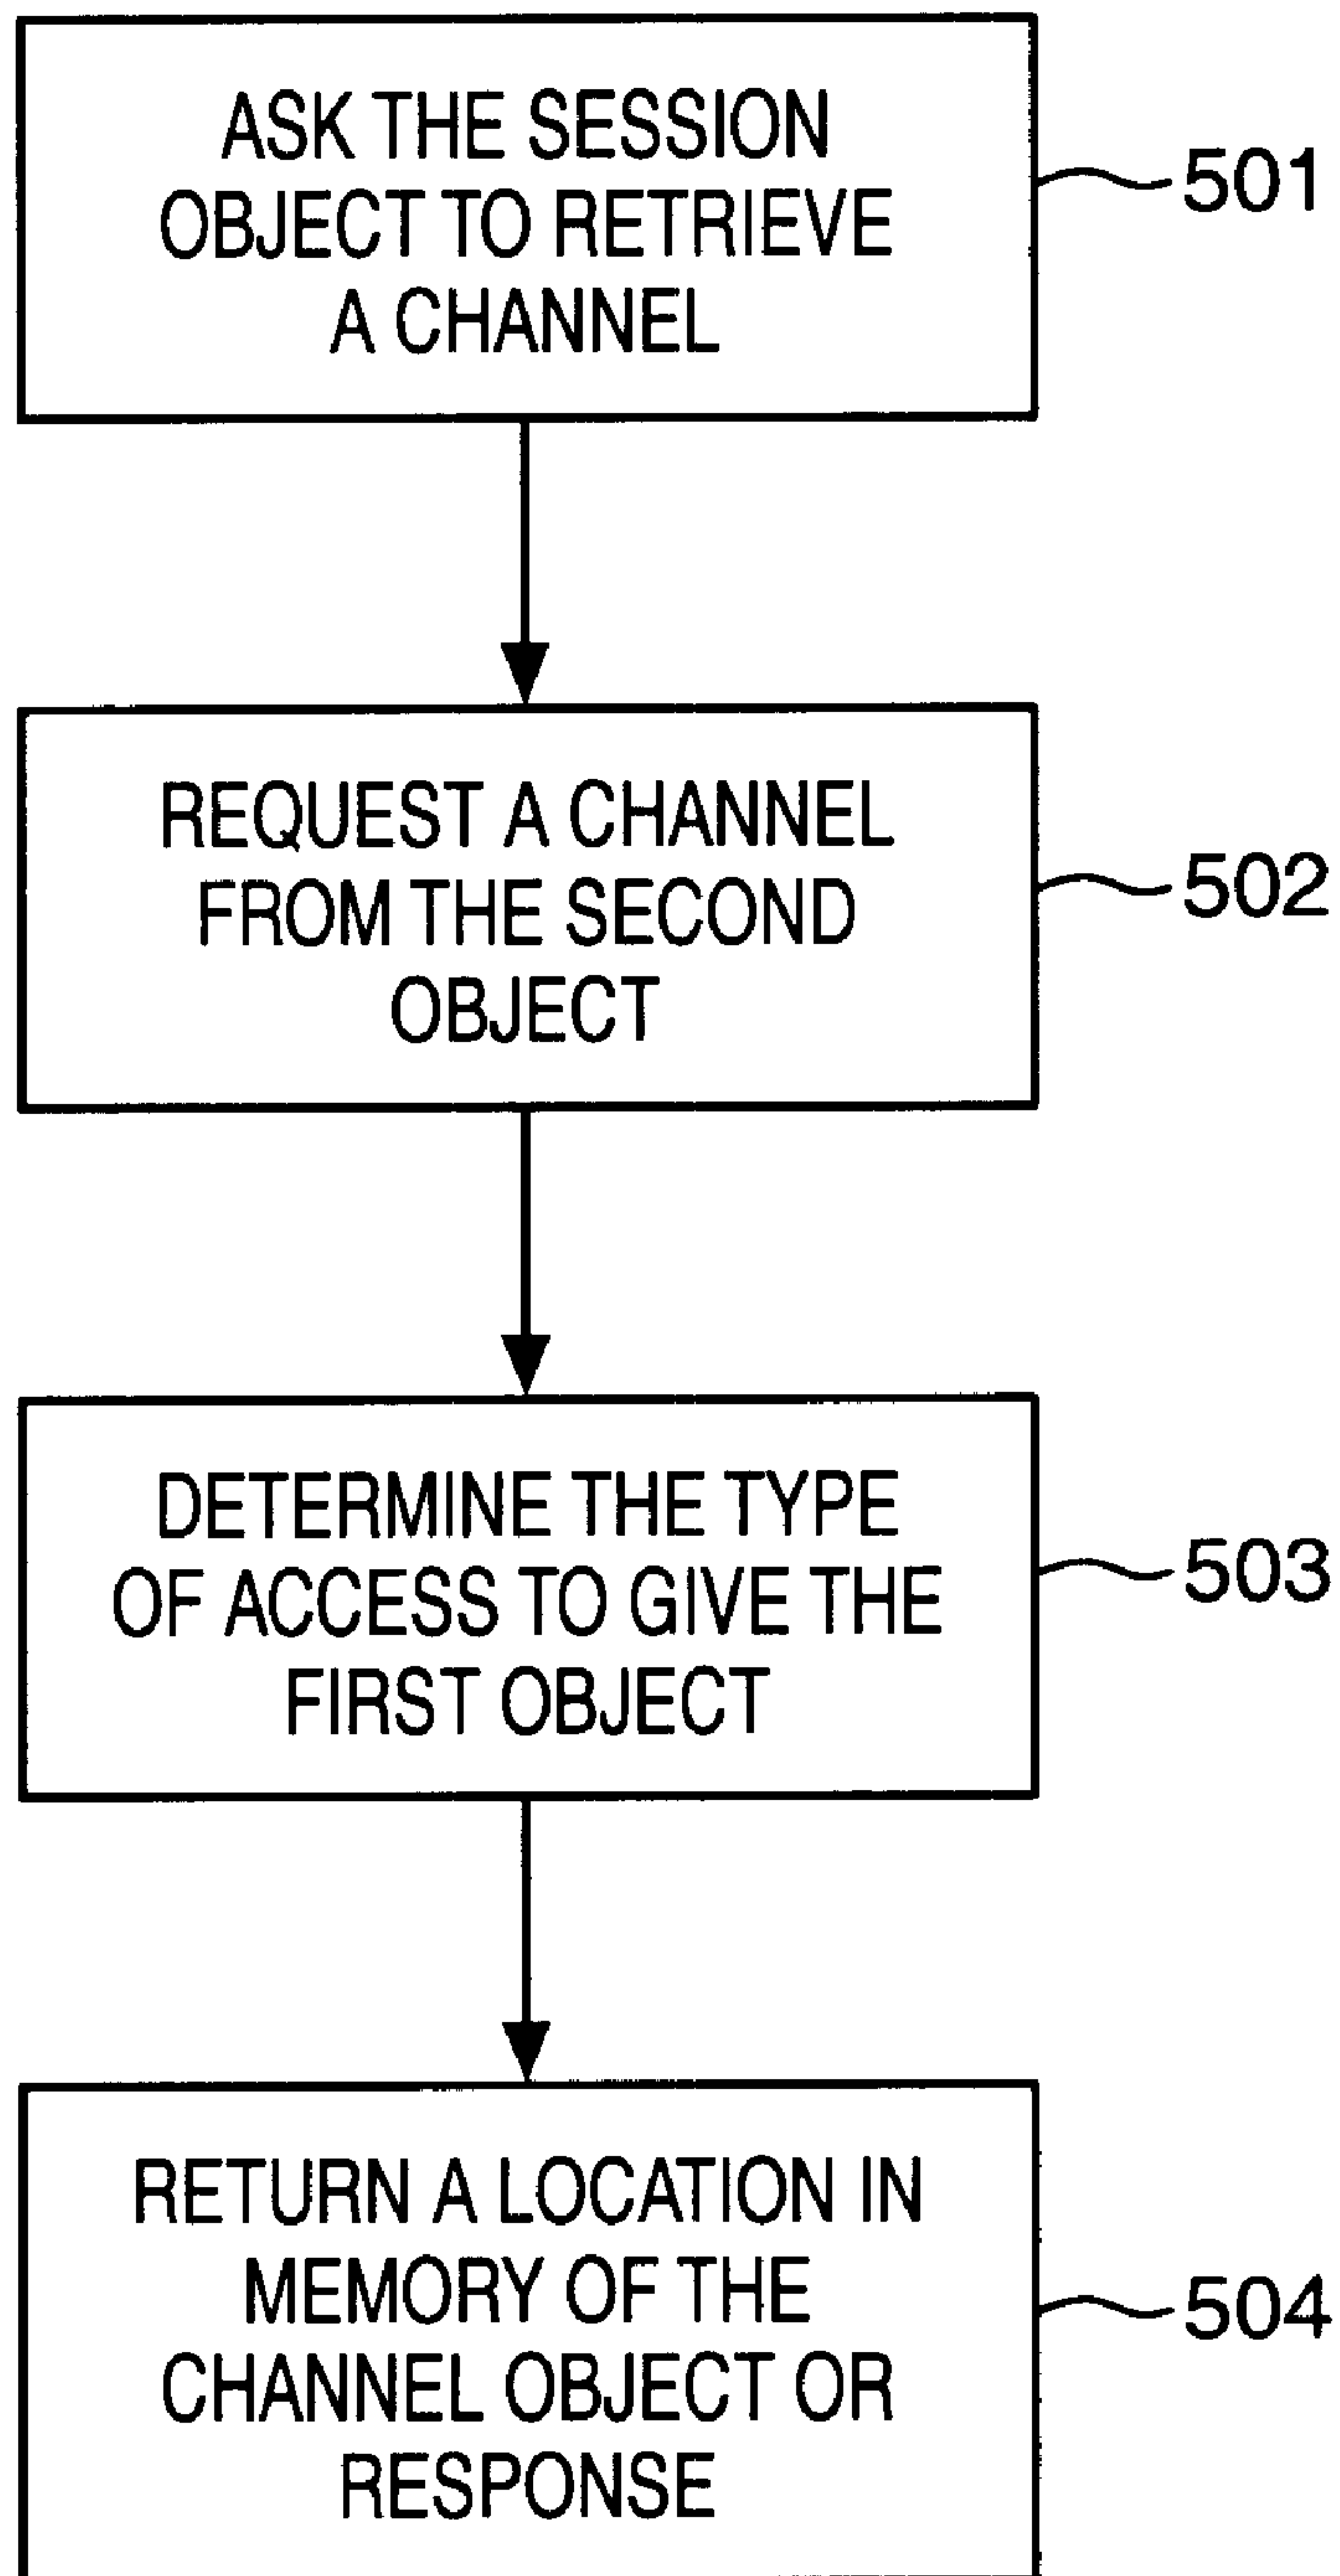 ASK THE SESSION
OBJECT TO RETRIEVE
A CHANNEL
501
REQUEST A CHANNEL
FROM THE SECOND
OBJECT
502
DETERMINE THE TYPE
OF ACCESS TO GIVE THE
FIRST OBJECT
503
RETURN A LOCATION IN
MEMORY OF THE
CHANNEL OBJECT OR
RESPONSE
504